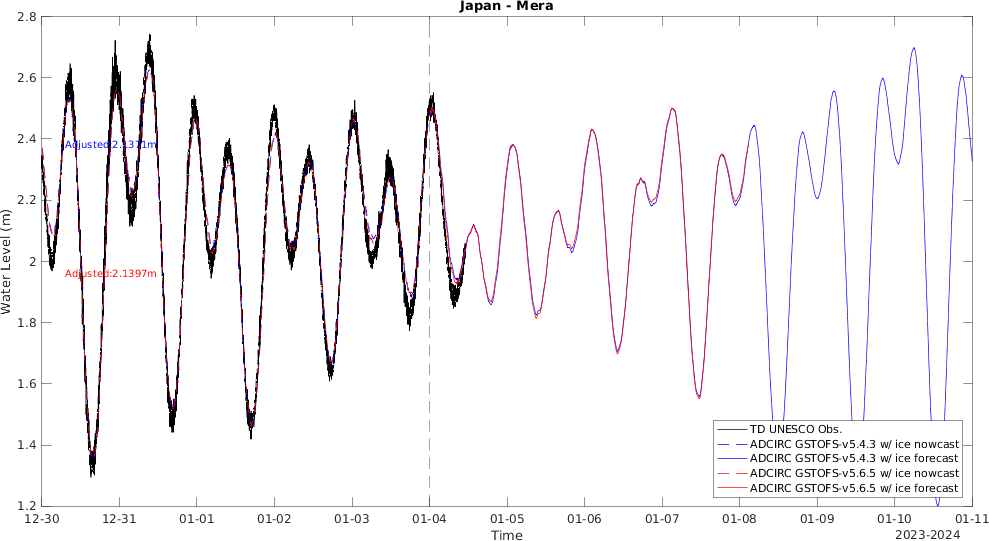 Japan - Mera
2.8
2.6
2.4
2.2
2
1.8
1.6
1.4
1.2
Water Level (m)
Adjusted:2.1371m
Adjusted:2.1397m
TD UNESCO Obs.
ADCIRC GSTOFS-v5.4.3 w/ ice nowcast
ADCIRC GSTOFS-v5.4.3 w/ ice forecast
ADCIRC GSTOFS-v5.6.5 w/ ice nowcast
ADCIRC GSTOFS-v5.6.5 w/ ice forecast
12-30 12-31 01-01 01-02 01-03 01-04 01-05 01-06 01-07 01-08 01-09 01-10 01-11
Time
2023-2024